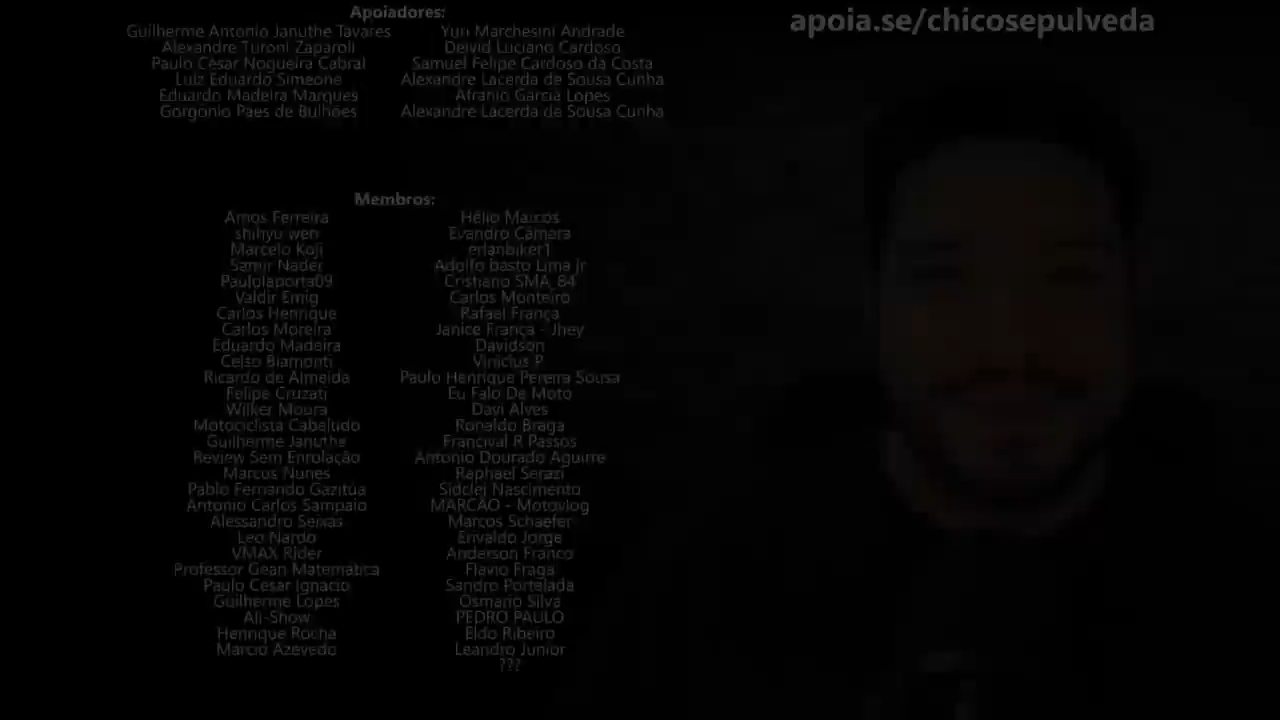 Apoiadores:
apoia.se/chicosepulveda
Guilherme Antonio Januthe Tavares Yuri Marchesini Andrade
Alexandre Turoni Zaparoli Deivid Luciano Cardoso
Paulo César Nogueira Cabral Samuel Felipe Cardoso da Costa
Luiz Eduardo Simeone Alexandre Lacerda de Sousa Cunha
Eduardo Madeira Marques Afranio Garcia Lopes
Gorgonio Paes de Bulhões Alexandre Lacerda de Sousa Cunha
Membros:
Amos Ferreira Hélio Marcos
shihyu wen Evandro Câmara
Marcelo Koji erlanbiker1
Samir Nader Adolfo basto Lima jr
Paulolaporta09 Cristiano SMA_84
Valdir Emig Carlos Monteiro
Carlos Henrique Rafael França
Carlos Moreira Janice França - Jhey
Eduardo Madeira Davidson
Celso Biamonti Vinicius P
Ricardo de Almeida Paulo Henrique Pereira Sousa
Felipe Cruzati Eu Falo De Moto
Wilker Moura Davi Alves
Motociclista Cabeludo Ronaldo Braga
Guilherme Januthe Francival R Passos
Review Sem Enrolação Antonio Dourado Aguirre
Marcus Nunes Raphael Serazi
Pablo Fernando Gazitúa Sidclei Nascimento
Antonio Carlos Sampaio MARCÃO - Motovlog
Alessandro Seixas Marcos Schaefer
Leo Nardo Erivaldo Jorge
VMAX Rider Anderson Franco
Professor Gean Matemática Flavio Fraga
Paulo Cesar Ignacio Sandro Portelada
Guilherme Lopes Osmano Silva
All-Show PEDRO PAULO
Henrique Rocha Eldo Ribeiro
Marcio Azevedo Leandro Junior
???